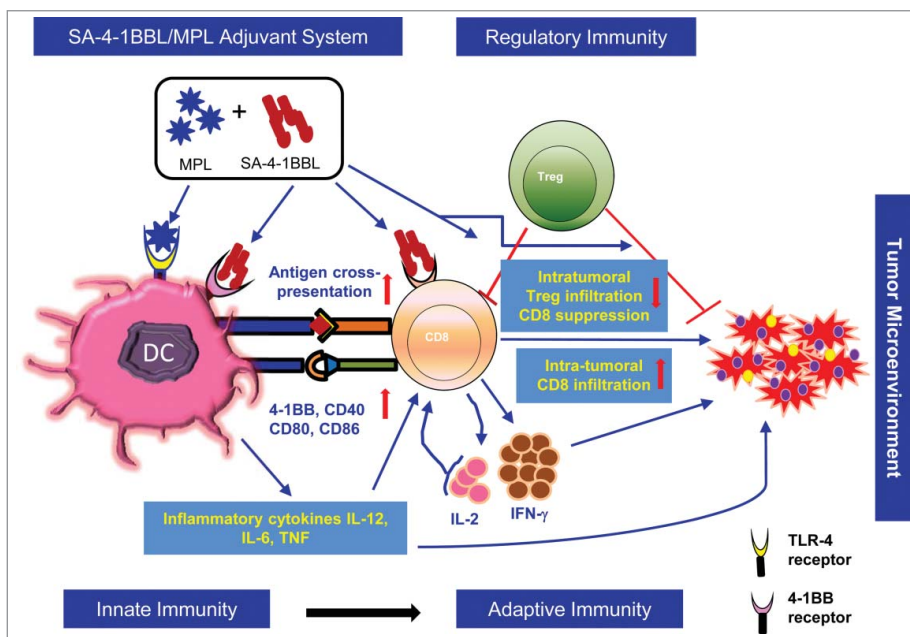 SA-4-1BBL/MPL Adjuvant System
Regulatory Immunity
MPL
+
SA-4-1BBL
Treg
Antigen cross-
presentation
Intratumoral
Treg infiltration
CD8 suppression
DC
CD8
Intra-tumoral
CD8 infiltration
4-1BB, CD40
CD80, CD86
IL-2
IFN-γ
Inflammatory cytokines IL-12,
IL-6, TNF
Tumor Microenvironment
TLR-4
receptor
4-1BB
receptor
Innate Immunity
Adaptive Immunity